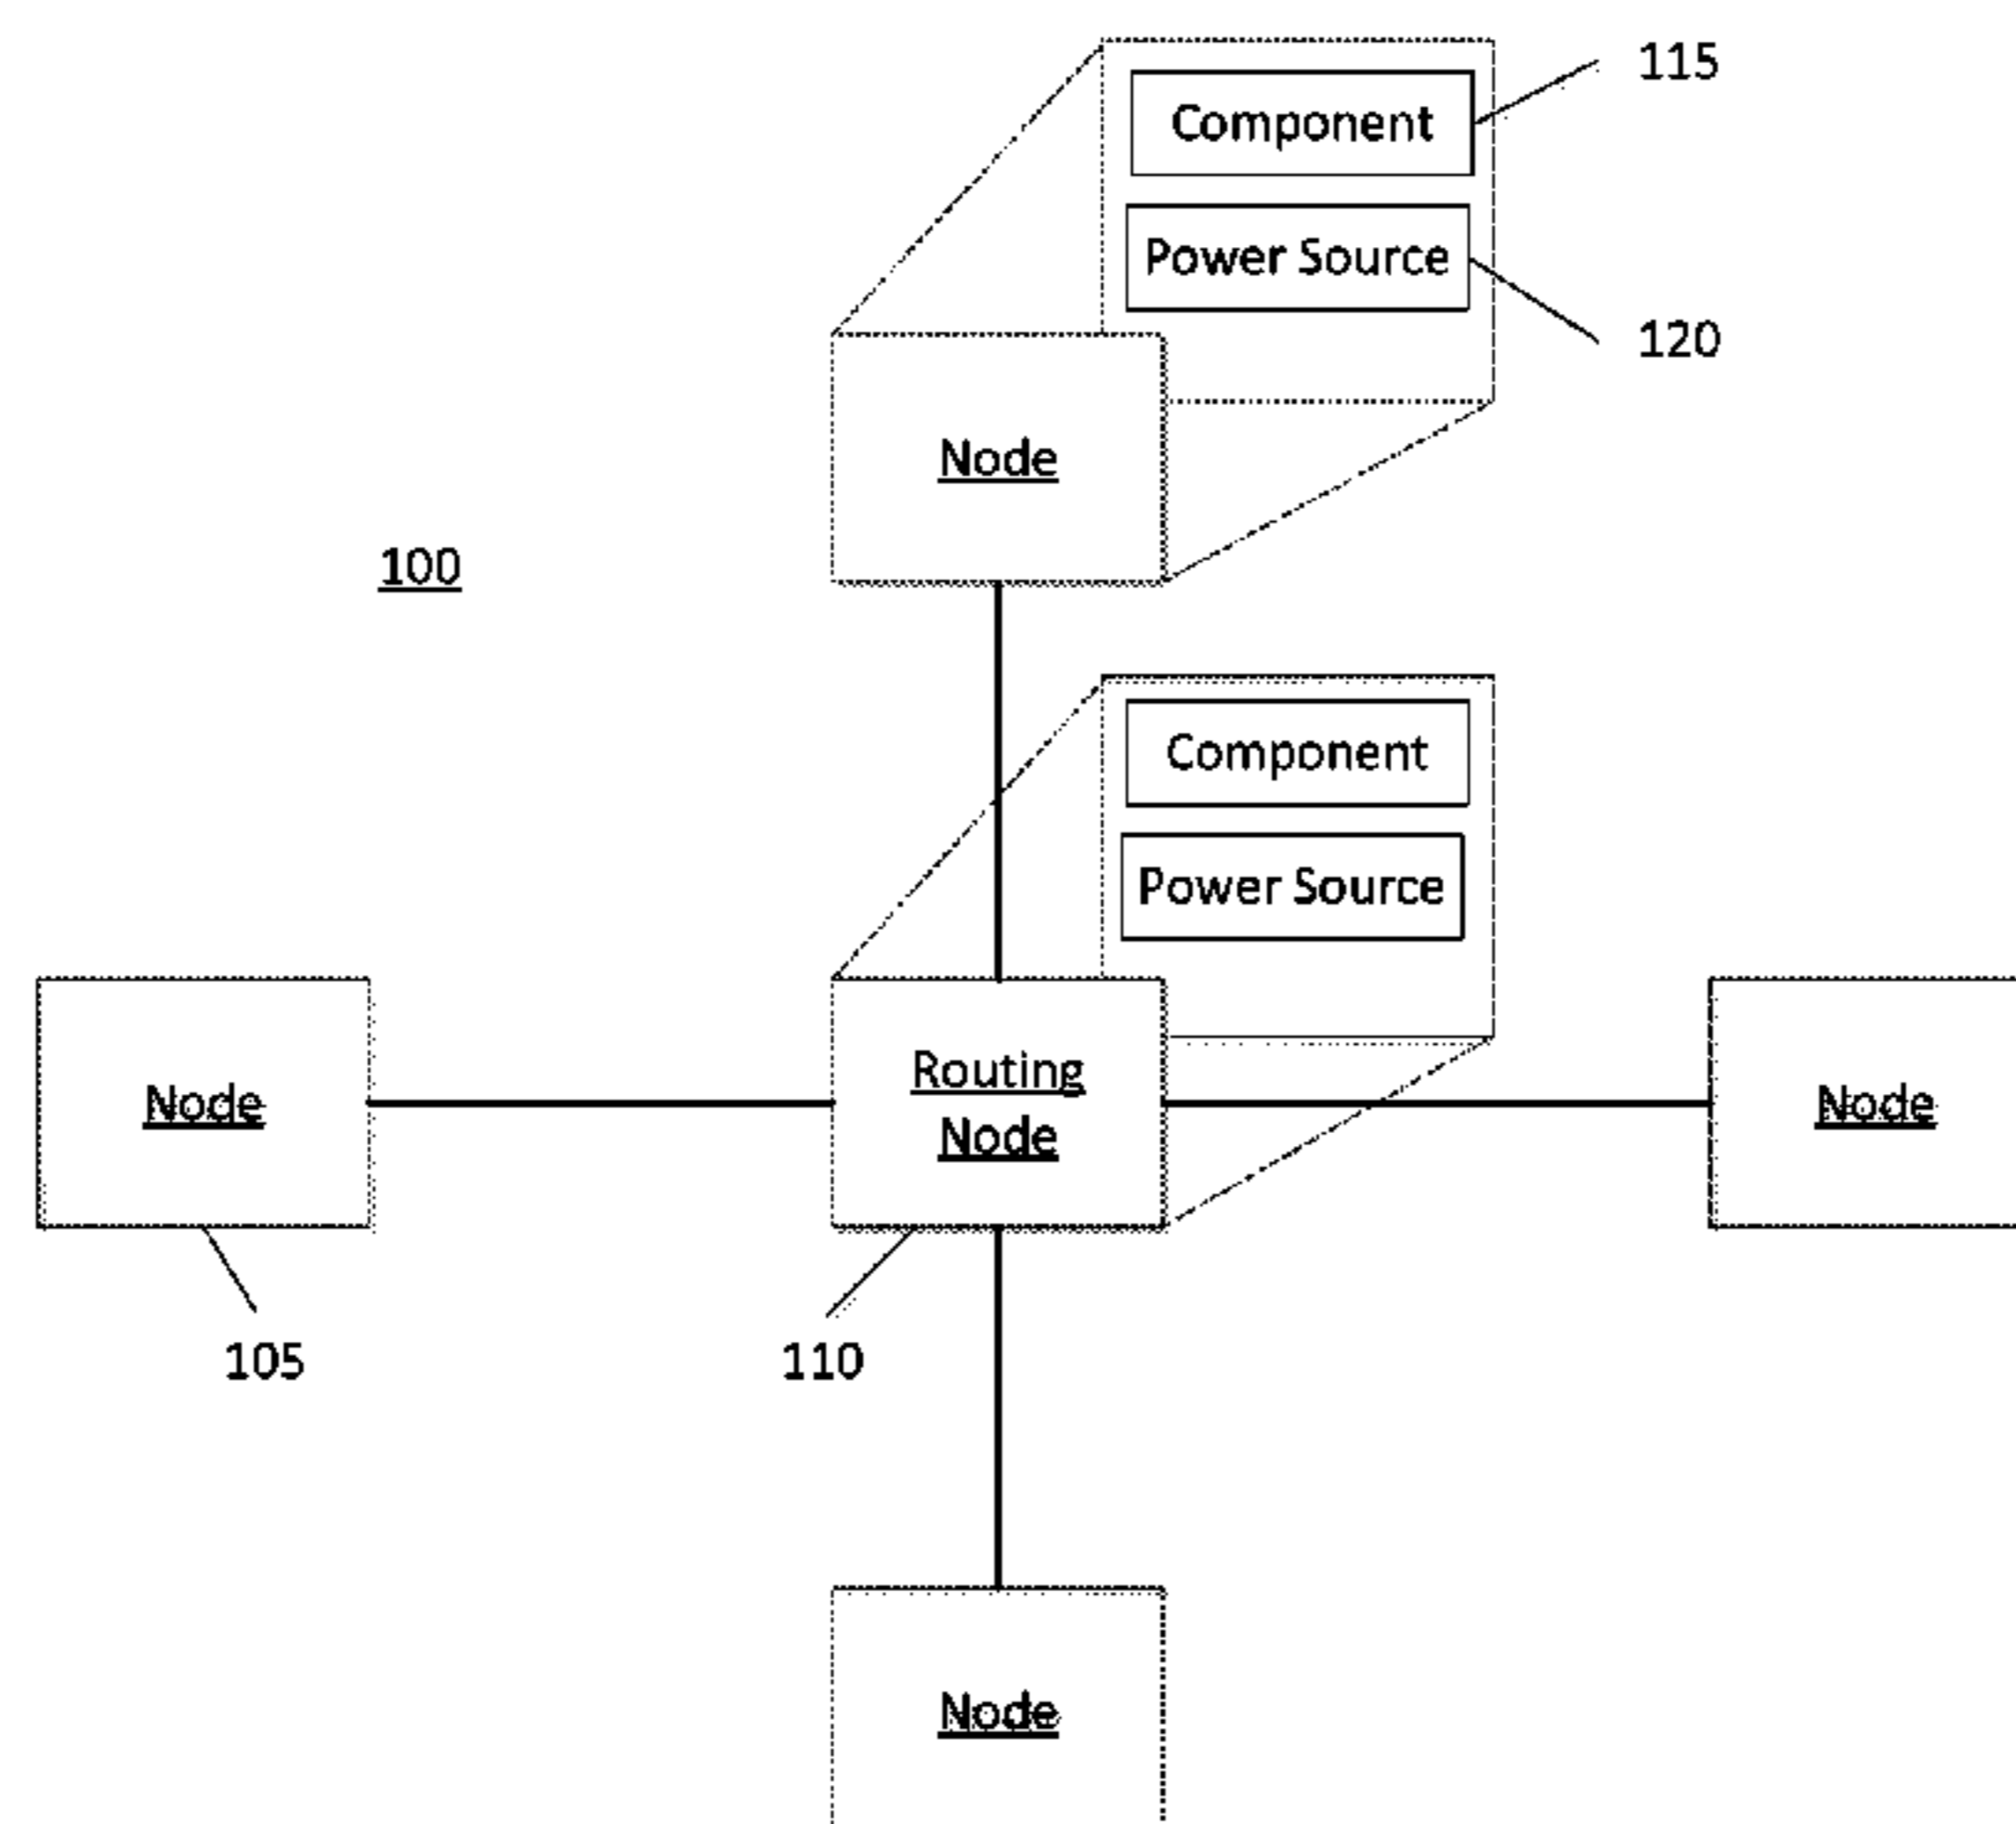 115
Component
Power Source
120
Node
100
Component
Power Source
Node
Routing
Node
Node
105
110
Node